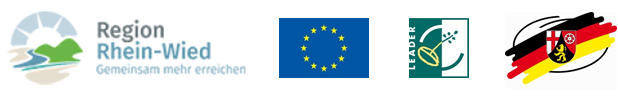 Region
Rhein-Wied
Gemeinsam mehr erreichen
LEADER